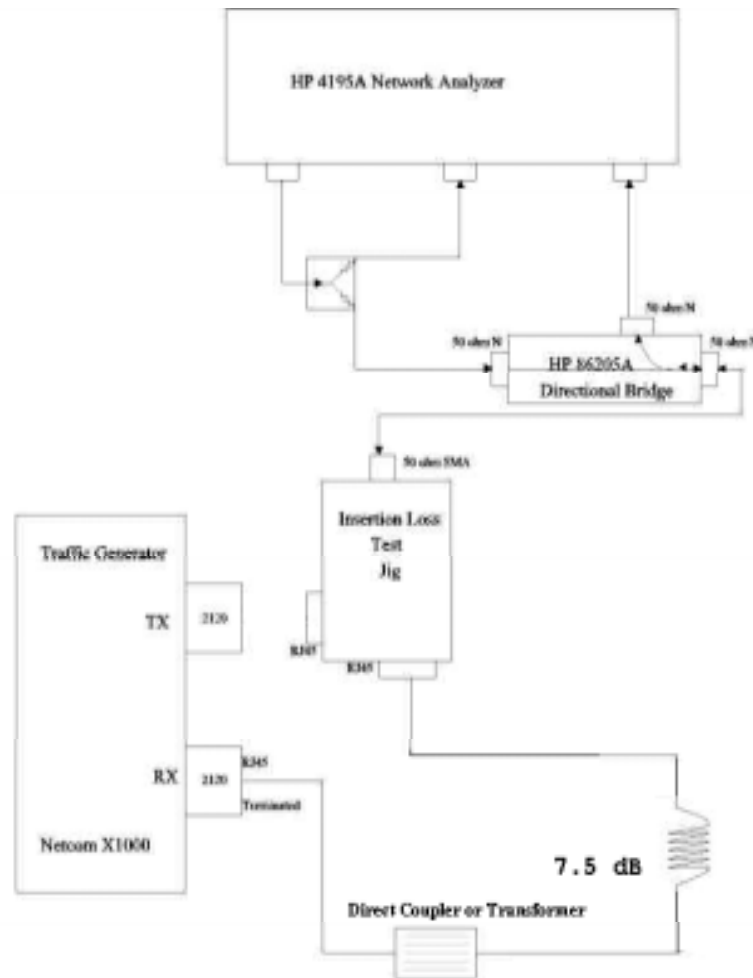 HP 4195A Network Analyzer
50 ohm N
50 ohm N
50 ohm
HP 86205A
Directional Bridge
50 ohm SMA
Insertion Loss
Test
Jig
Traffic Generator
TX
2120
RJ45
RJ45
RX
2120
RJ45
Terminated
Netcom X1000
7.5 dB
Direct Coupler or Transformer